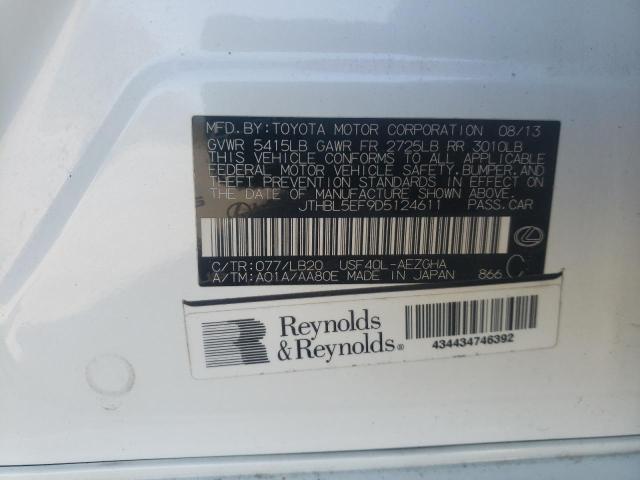 MFD.BY:TOYOTA MOTOR CORPORATION 08/13
GVWR 5415LB GAWR FR 2725LB RR 3010LB
THIS VEHICLE CONFORMS TO ALL APPLICABLE
FEDERAL MOTOR VEHICLE SAFETY,BUMPER,AND
THEFT PREVENTION STANDARDS IN EFFECT ON
THE DATE OF MANUFACTURE SHOWN ABOVE.
JTHBL5EF9D5124611 PASS.CAR
C/TR:077/LB20 USF40L-AEZGHA
A/TM:A01A/AA80E MADE IN JAPAN 866 C
Reynolds
&Reynolds®
434434746392